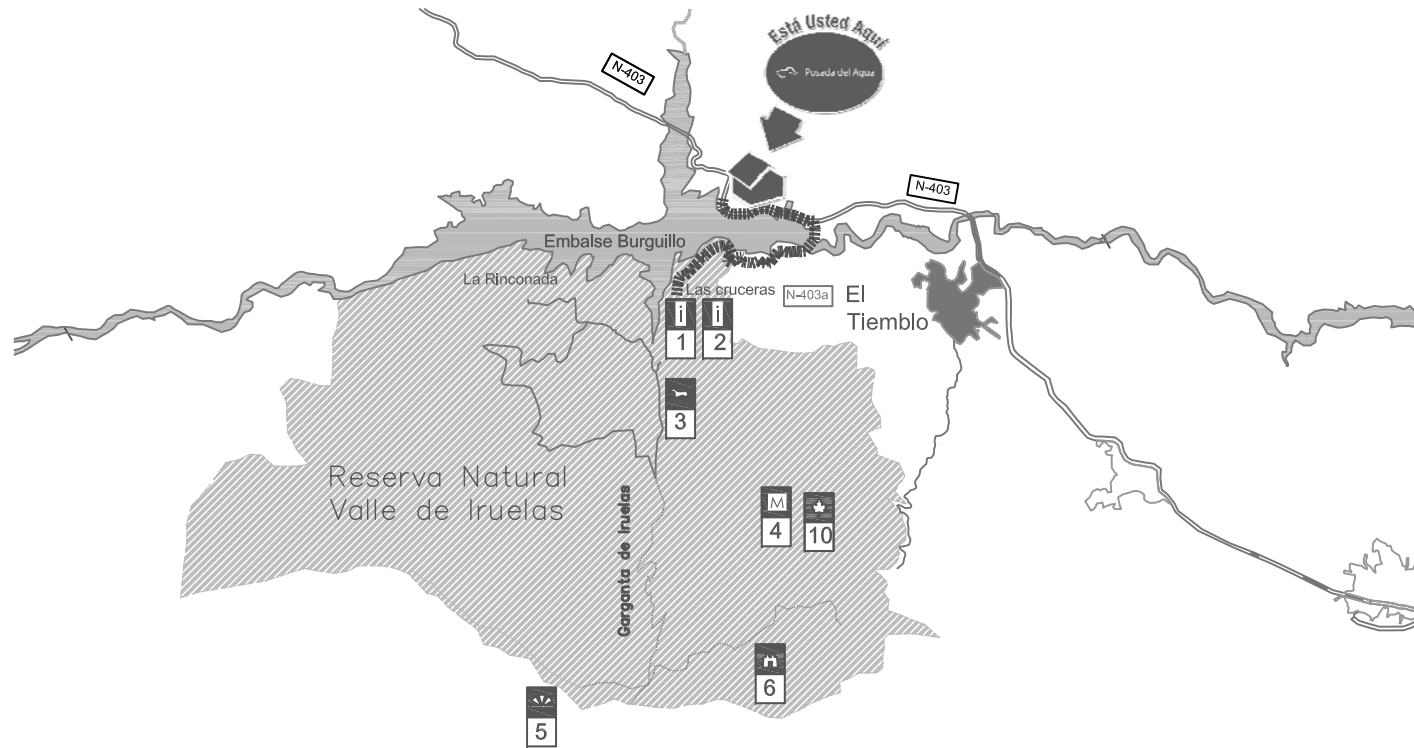 Está Usted Aquí
Posada del Agua
N-403
N-403
Embalse Burguillo
La Rinconada
Las cruceras
N-403a
El
Tiemblo
i
i
1
2
3
Reserva Natural
Valle de Iruelas
Garganta de Iruelas
M
4
10
6
5